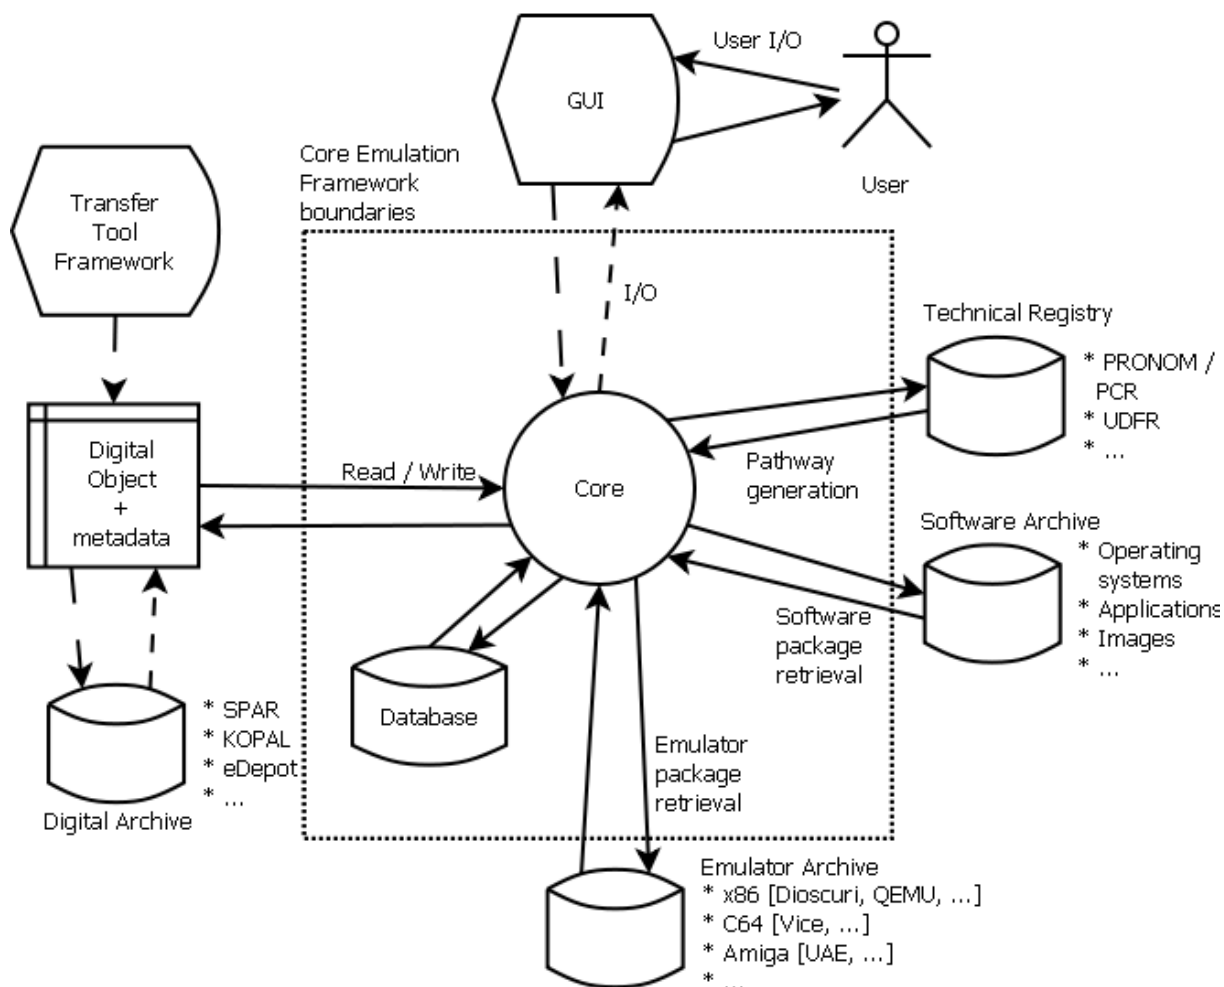 User I/O
GUI
User
Core Emulation
Framework
boundaries
Transfer
Tool
Framework
I/O
Technical Registry
* PRONOM /
PCR
* UDFR
* ...
Digital
Object
+
metadata
Read / Write
Core
Pathway
generation
Software Archive
* Operating
systems
* Applications
* Images
* ...
Software
package
retrieval
Database
* SPAR
* KOPAL
* eDepot
* ...
Digital Archive
Emulator
package
retrieval
Emulator Archive
* x86 [Dioscuri, QEMU, ...]
* C64 [Vice, ...]
* Amiga [UAE, ...]
* ...